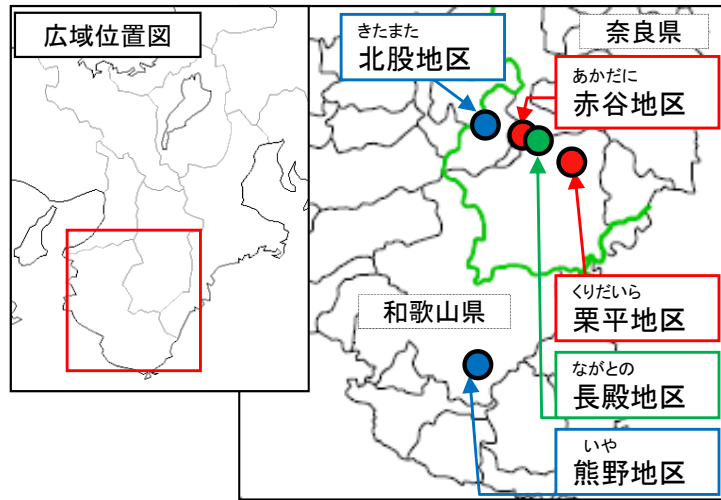 広域位置図
きたまた
北股地区
奈良県
あかだに
赤谷地区
くりだいら
栗平地区
和歌山県
ながとの
長殿地区
いや
熊野地区